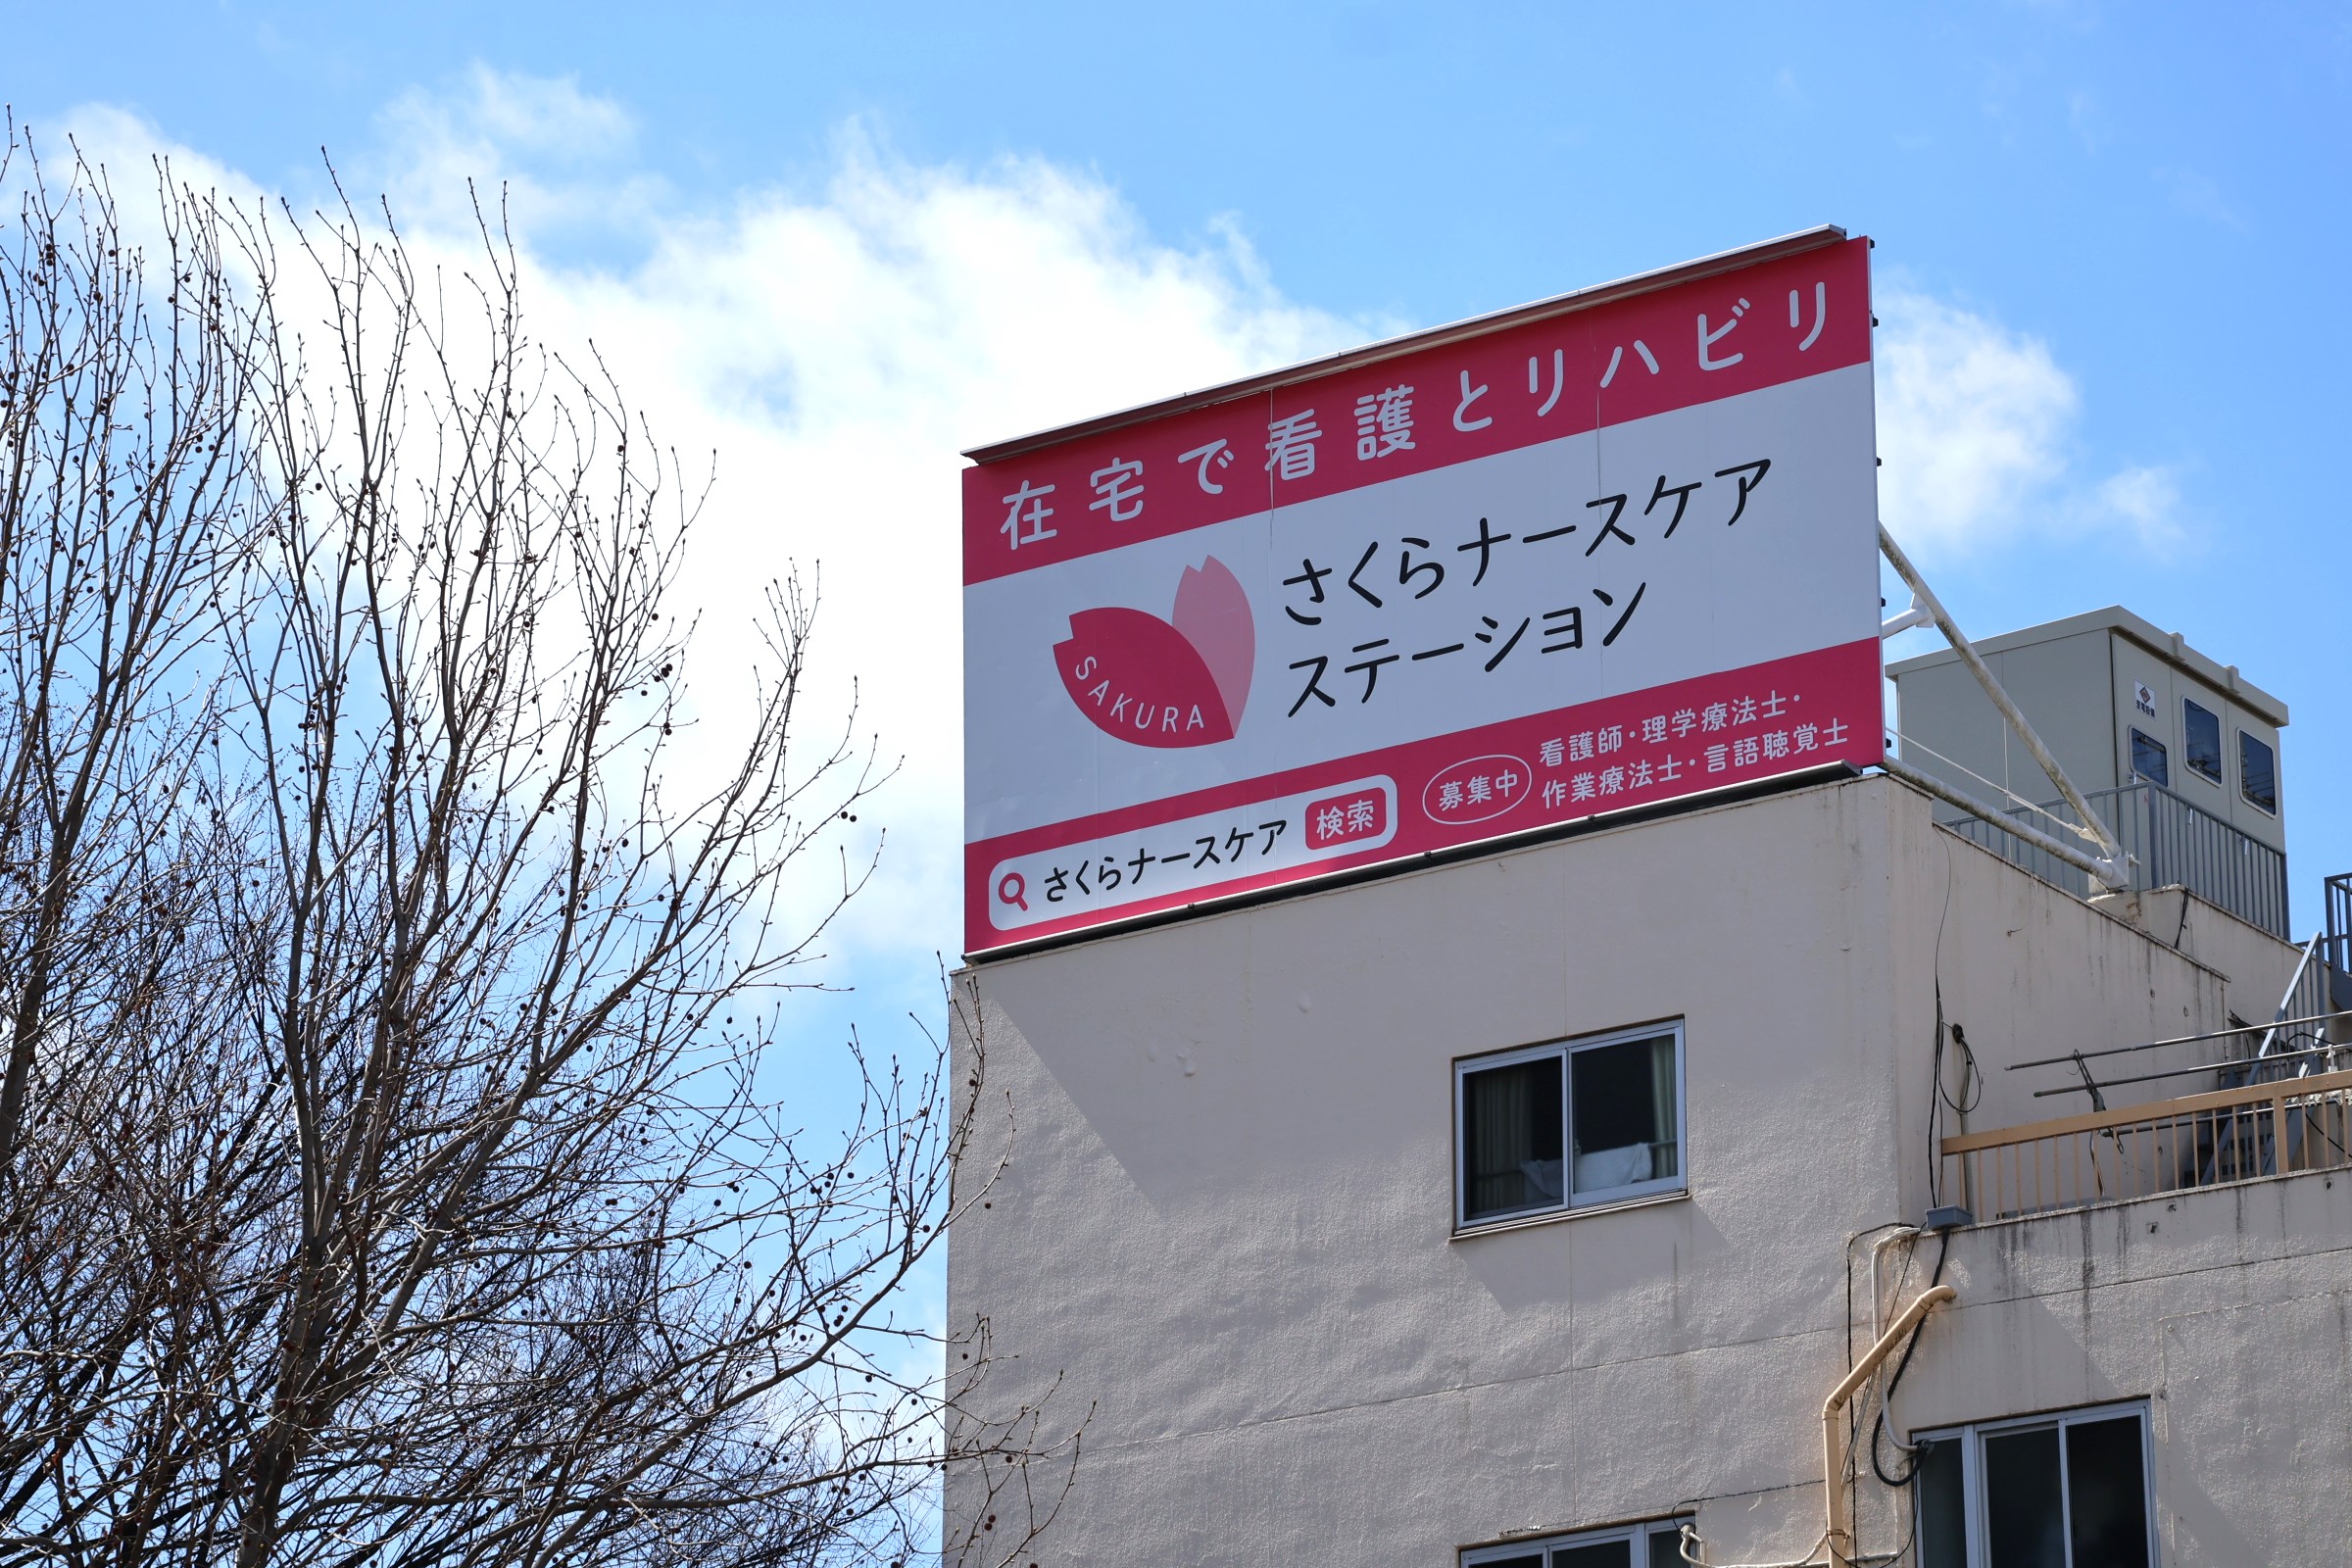 在宅で看護とリハビリ
SAKURA
さくらナースケア
ステーション
さくらナースケア 検索
募集中
看護師・理学療法士・
作業療法士・言語聴覚士